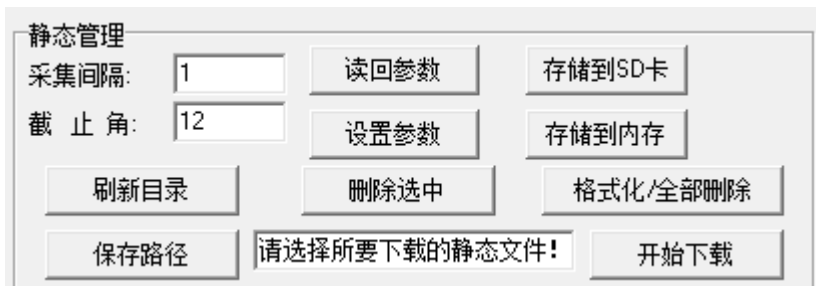 静态管理
采集间隔: 1 读回参数 存储到SD卡
截 止 角: 12 设置参数 存储到内存
刷新目录 删除选中 格式化/全部删除
保存路径 请选择所要下载的静态文件! 开始下载